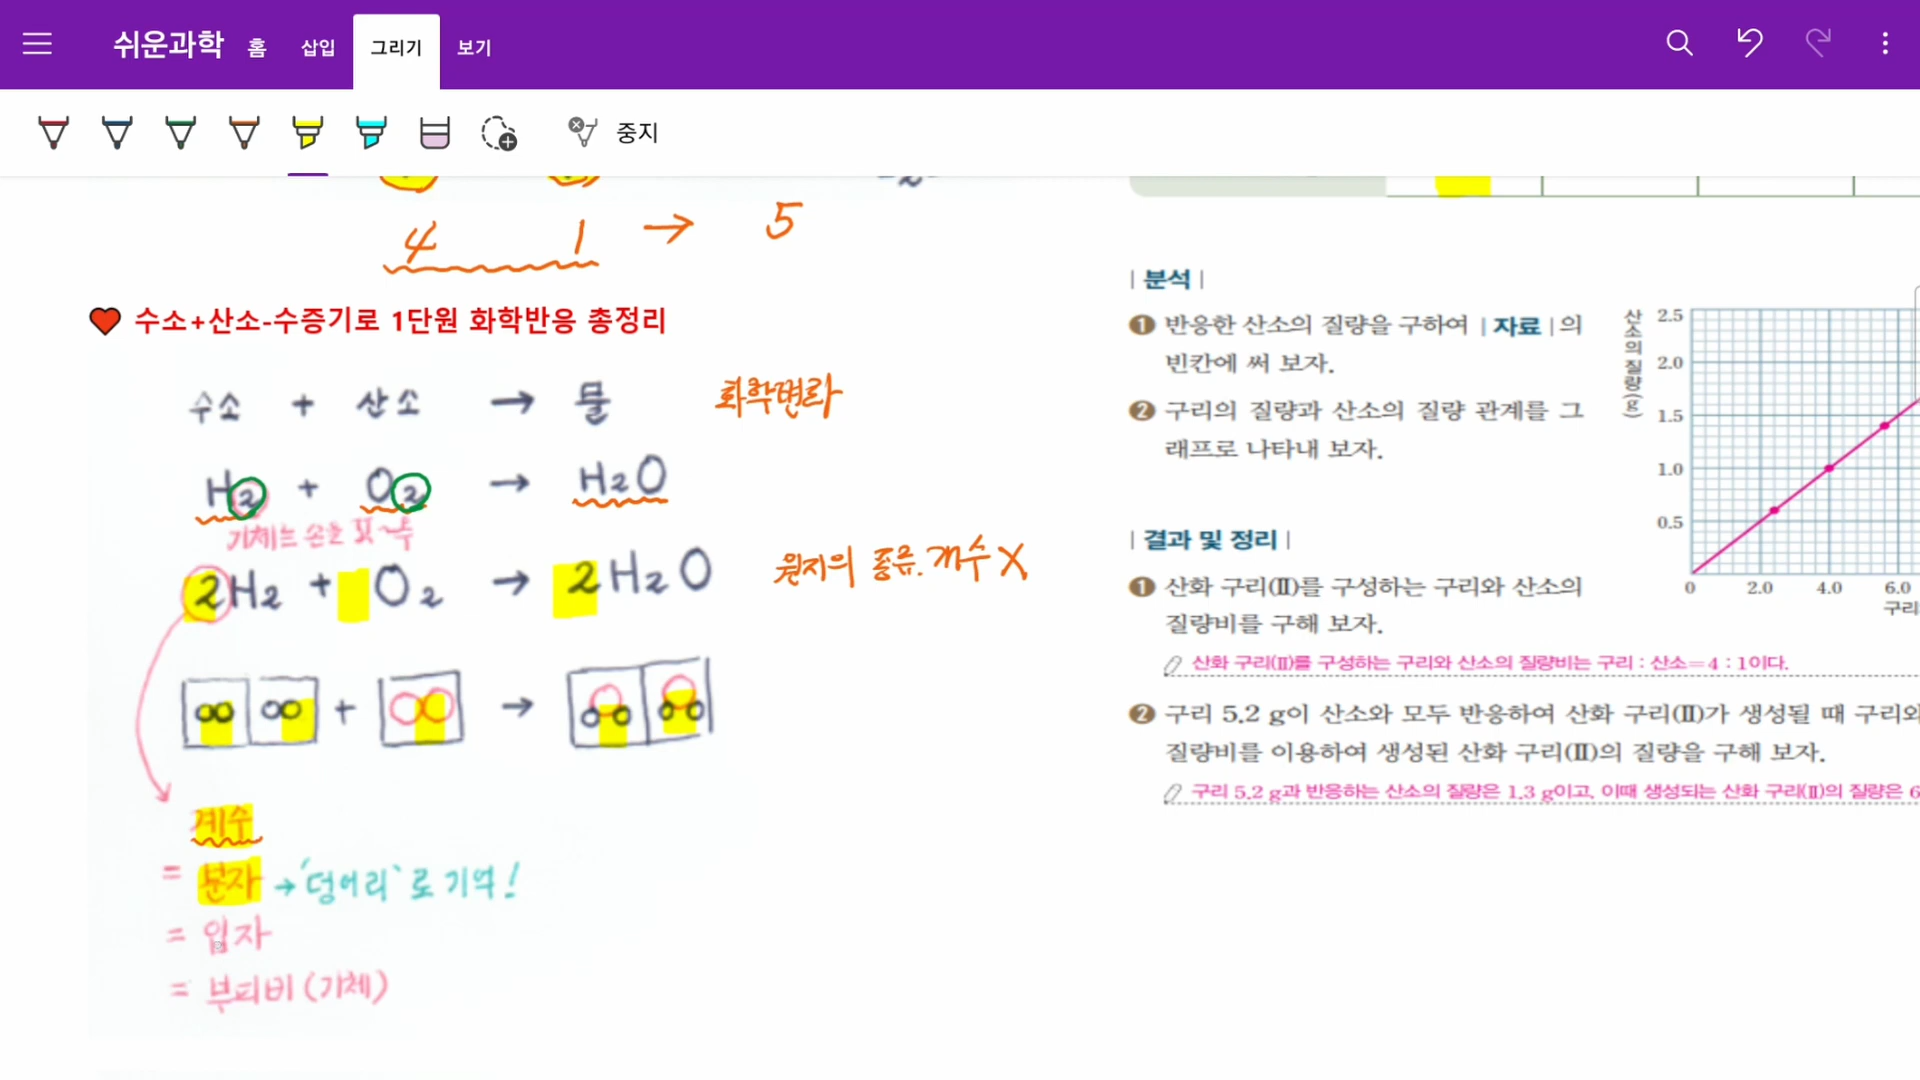 쉬운과학 홈 삽입 그리기 보기
중지
4 1 → 5
수소+산소-수증기로 1단원 화학반응 총정리
수소 + 산소 → 물 화학변화
H₂ + O₂ → H₂O
기체는 손눈
2H₂ + O₂ → 2H₂O 원자의 종류.개수 X
+ →
계수
= 분자 → '덩어리'로 기억!
= 입자
= 부피비 (기체)
| 분석 |
❶ 반응한 산소의 질량을 구하여 | 자료 |의
빈칸에 써 보자.
❷ 구리의 질량과 산소의 질량 관계를 그
래프로 나타내 보자.
산소의 질량(g)
2.5
2.0
1.5
1.0
0.5
0 2.0 4.0 6.0
구리
| 결과 및 정리 |
❶ 산화 구리(Ⅱ)를 구성하는 구리와 산소의
질량비를 구해 보자.
산화 구리(Ⅱ)를 구성하는 구리와 산소의 질량비는 구리 : 산소=4 : 1이다.
❷ 구리 5.2 g이 산소와 모두 반응하여 산화 구리(Ⅱ)가 생성될 때 구리와
질량비를 이용하여 생성된 산화 구리(Ⅱ)의 질량을 구해 보자.
구리 5.2 g과 반응하는 산소의 질량은 1.3 g이고, 이때 생성되는 산화 구리(Ⅱ)의 질량은 6